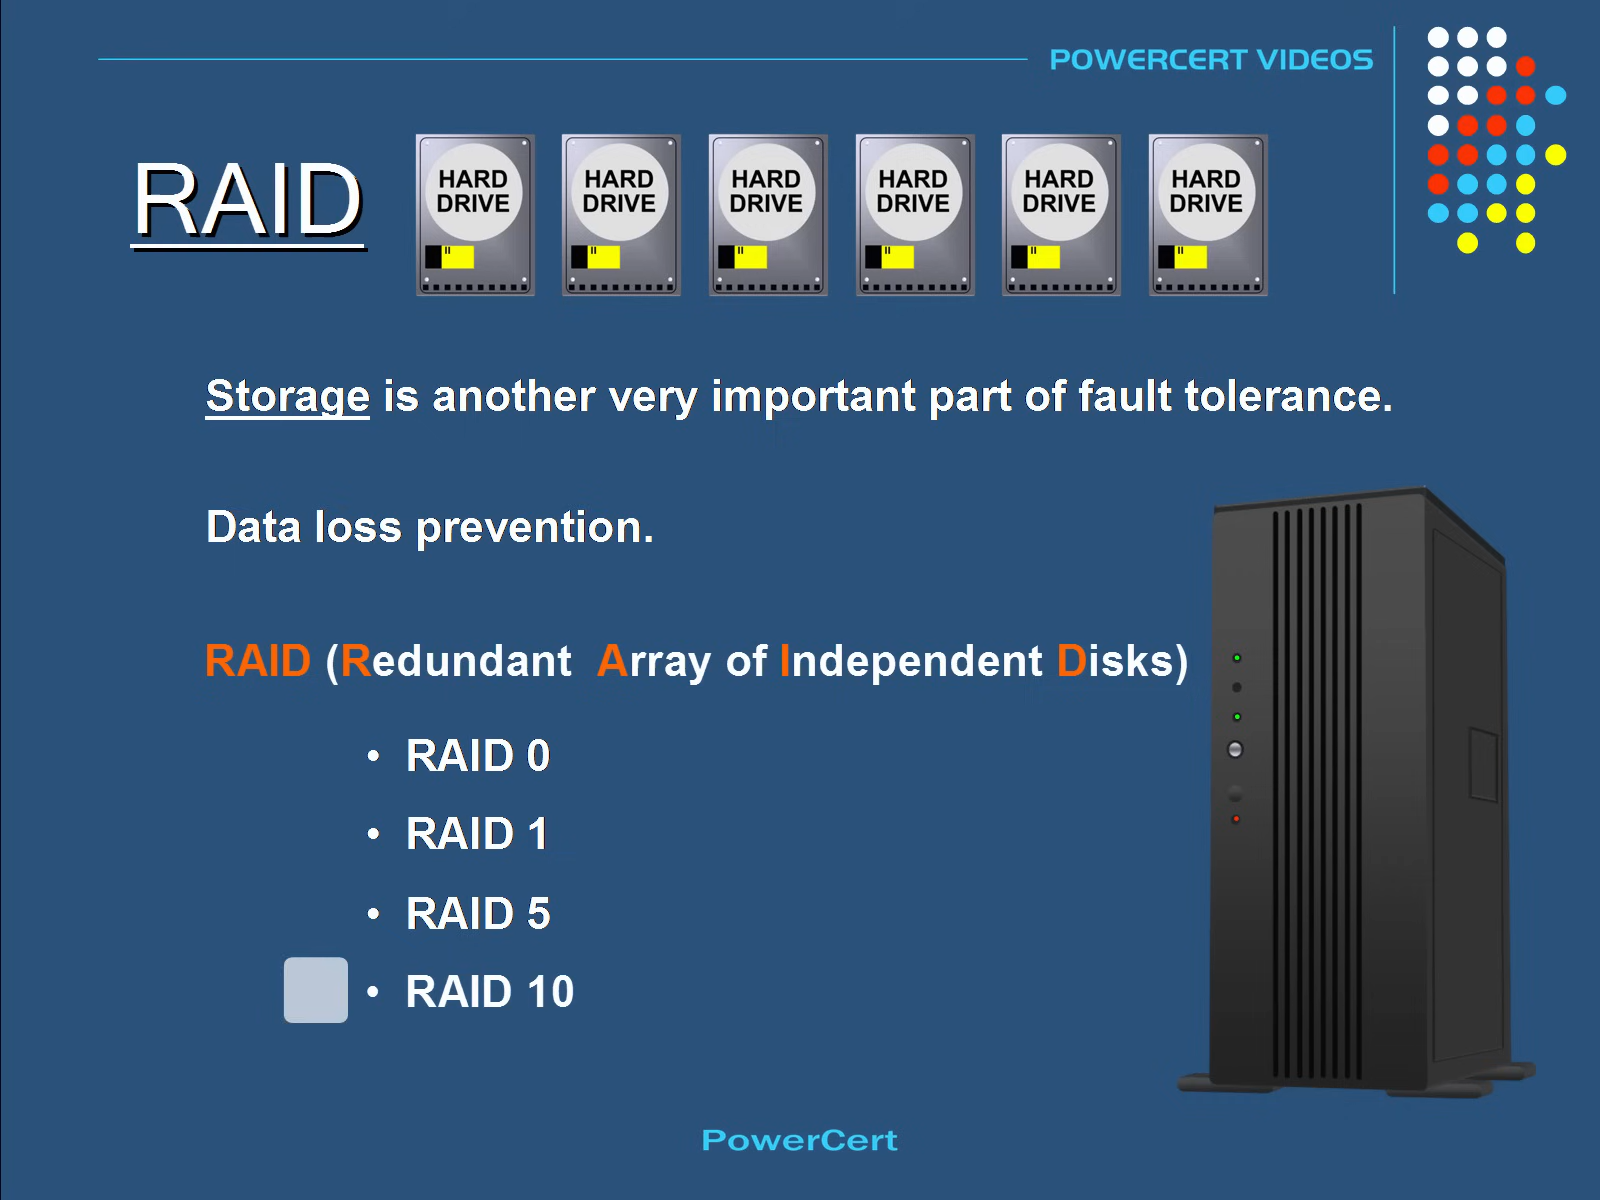 POWERCERT VIDEOS
RAID
HARD DRIVE
HARD DRIVE
HARD DRIVE
HARD DRIVE
HARD DRIVE
HARD DRIVE
Storage is another very important part of fault tolerance.
Data loss prevention.
RAID (Redundant Array of Independent Disks)
• RAID 0
• RAID 1
• RAID 5
• RAID 10
PowerCert